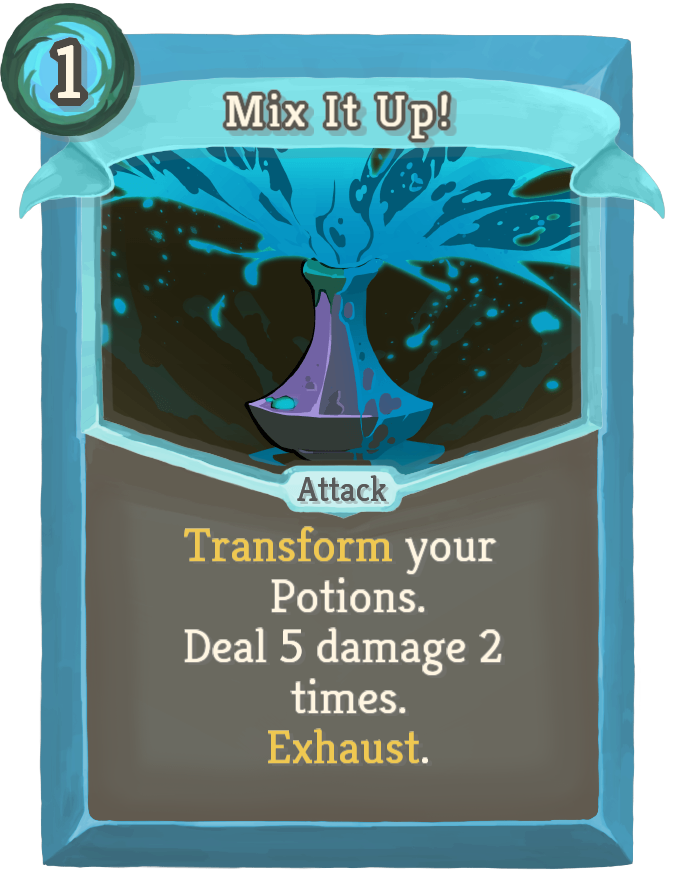 1
Mix It Up!
Attack
Transform your
Potions.
Deal 5 damage 2
times.
Exhaust.